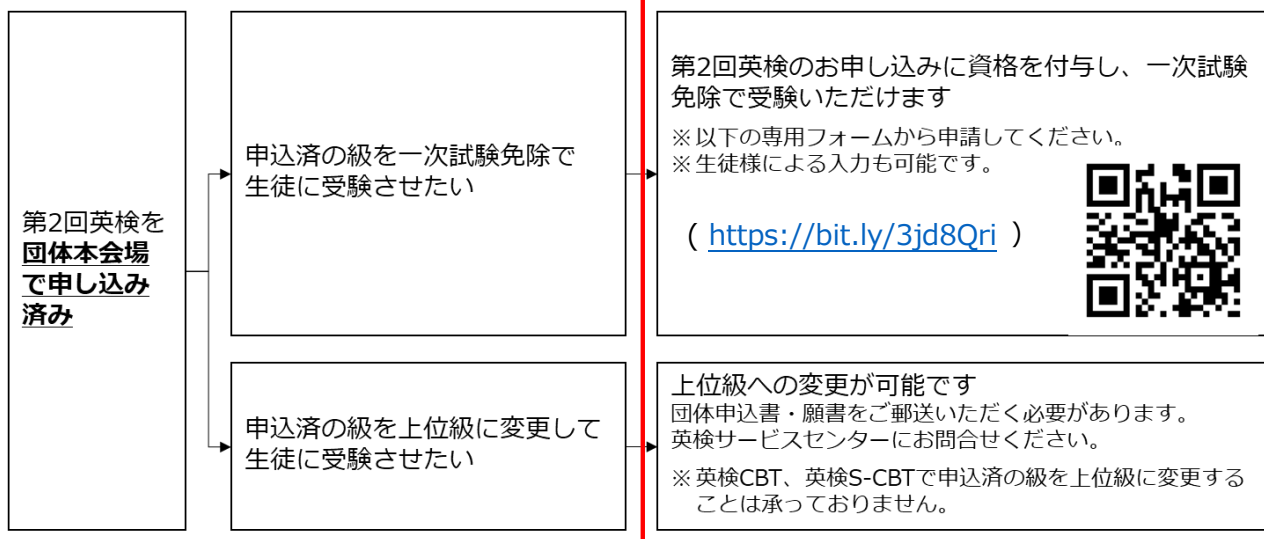 第2回英検を
団体本会場
で申し込み
済み
申込済の級を一次試験免除で
生徒に受験させたい
第2回英検のお申し込みに資格を付与し、一次試験
免除で受験いただけます
※以下の専用フォームから申請してください。
※生徒様による入力も可能です。
( https://bit.ly/3jd8Qri )
申込済の級を上位級に変更して
生徒に受験させたい
上位級への変更が可能です
団体申込書・願書をご郵送いただく必要があります。
英検サービスセンターにお問合せください。
※英検CBT、英検S-CBTで申込済の級を上位級に変更する
ことは承っておりません。